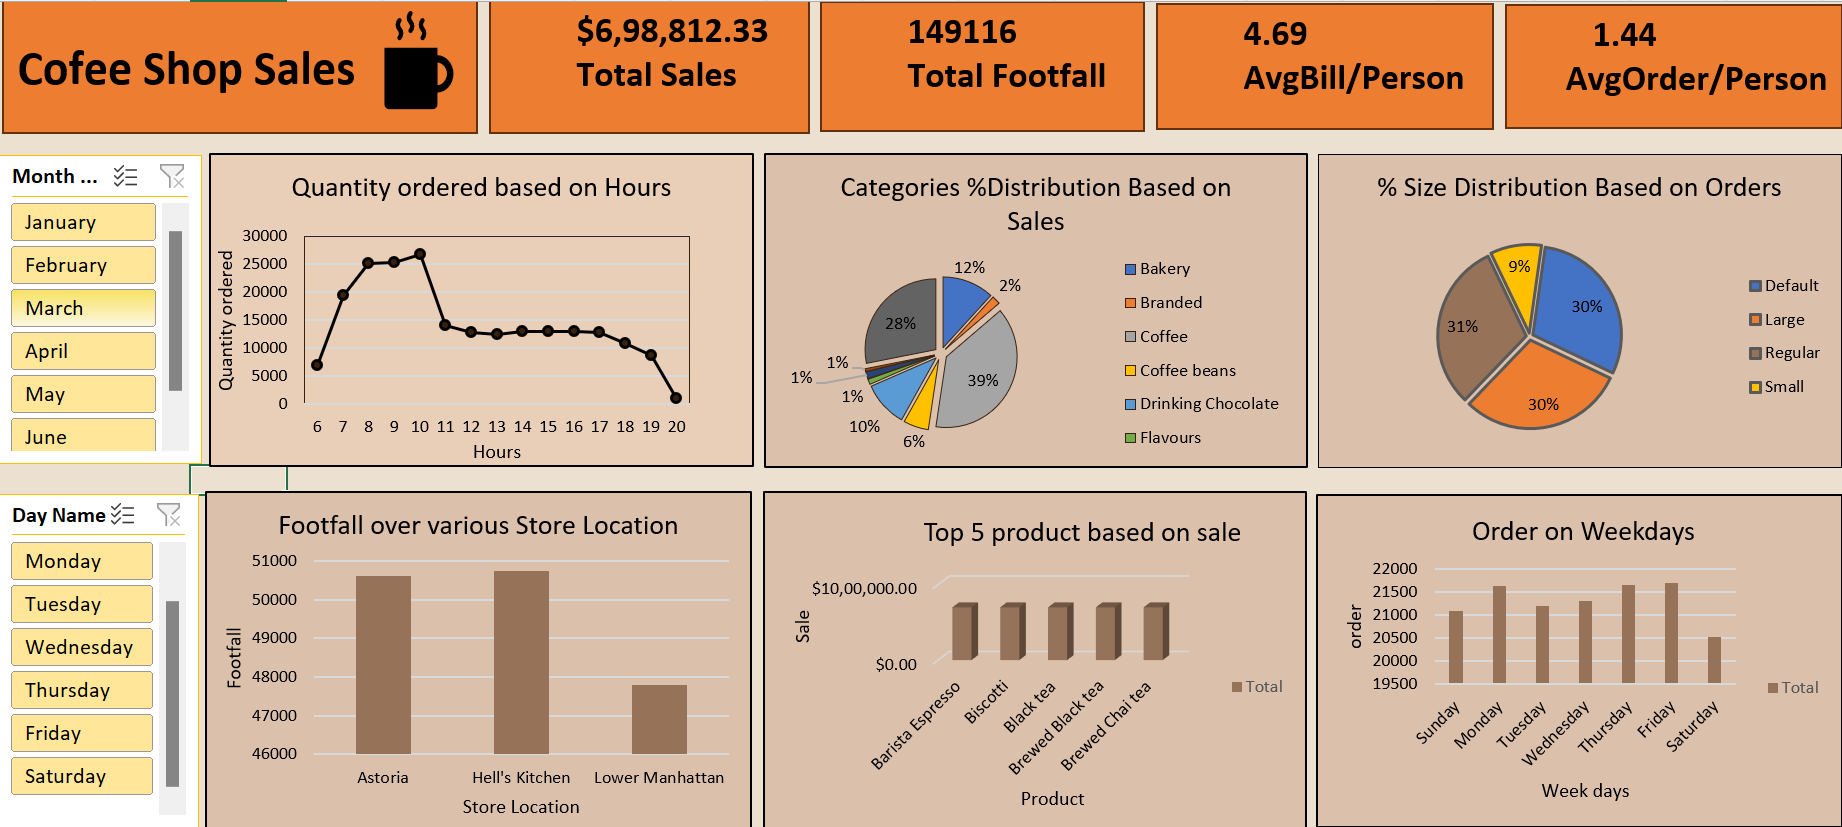 Cofee Shop Sales
$6,98,812.33
Total Sales
149116
Total Footfall
4.69
AvgBill/Person
1.44
AvgOrder/Person
Month ...
January
February
March
April
May
June
Quantity ordered based on Hours
Quantity ordered
30000
25000
20000
15000
10000
5000
0
6 7 8 9 10 11 12 13 14 15 16 17 18 19 20
Hours
Categories %Distribution Based on
Sales
12%
2%
39%
6%
10%
1%
1%
1%
28%
Bakery
Branded
Coffee
Coffee beans
Drinking Chocolate
Flavours
% Size Distribution Based on Orders
9%
30%
31%
30%
Default
Large
Regular
Small
Day Name
Monday
Tuesday
Wednesday
Thursday
Friday
Saturday
Footfall over various Store Location
Footfall
51000
50000
49000
48000
47000
46000
Astoria Hell's Kitchen Lower Manhattan
Store Location
Top 5 product based on sale
Sale
$10,00,000.00
$0.00
Barista Espresso
Biscotti
Black tea
Brewed Black tea
Brewed Chai tea
Total
Product
Order on Weekdays
order
22000
21500
21000
20500
20000
19500
Sunday
Monday
Tuesday
Wednesday
Thursday
Friday
Saturday
Total
Week days